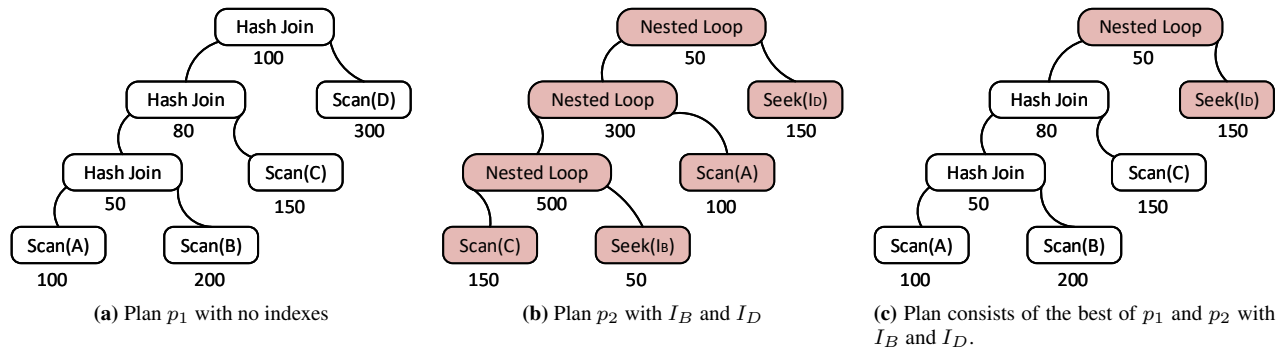 Hash Join
100
Hash Join
80
Scan(D)
300
Hash Join
50
Scan(C)
150
Scan(A)
100
Scan(B)
200
(a) Plan p1 with no indexes
Nested Loop
50
Nested Loop
300
Seek(ID)
150
Nested Loop
500
Scan(A)
100
Scan(C)
150
Seek(IB)
50
(b) Plan p2 with IB and ID
Nested Loop
50
Hash Join
80
Seek(ID)
150
Hash Join
50
Scan(C)
150
Scan(A)
100
Scan(B)
200
(c) Plan consists of the best of p1 and p2 with
IB and ID.